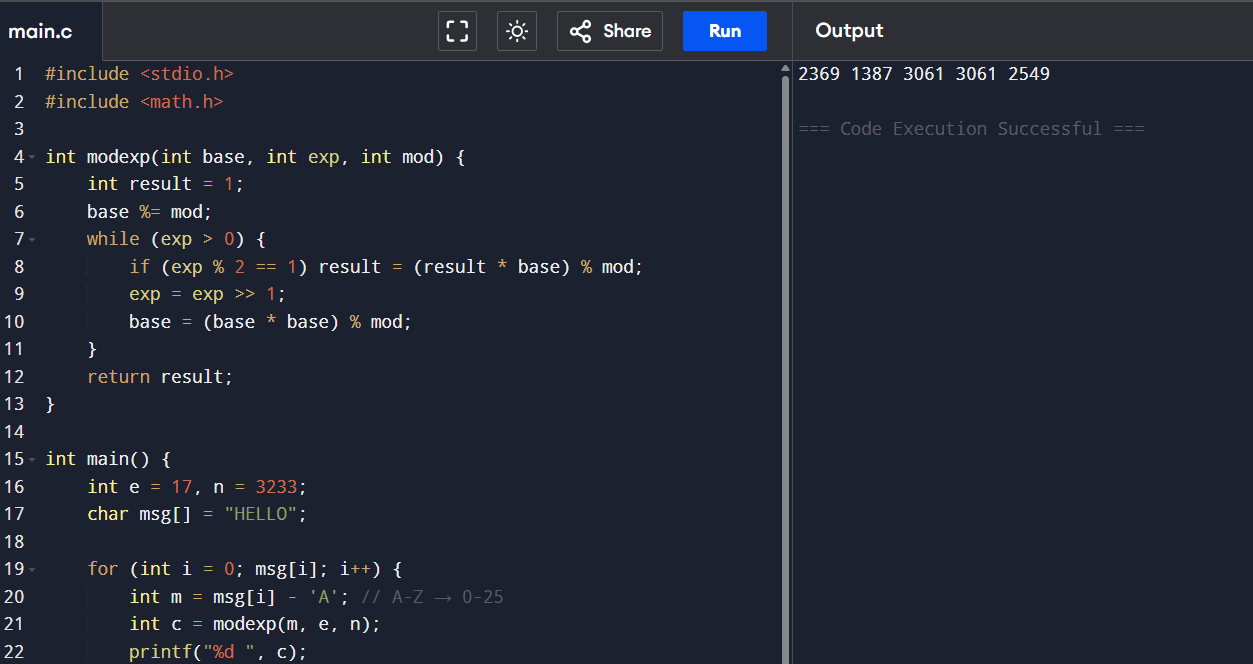 main.c
Share
Run
Output
1 #include <stdio.h>
2 #include <math.h>
3
4 int modexp(int base, int exp, int mod) {
5     int result = 1;
6     base %= mod;
7     while (exp > 0) {
8         if (exp % 2 == 1) result = (result * base) % mod;
9         exp = exp >> 1;
10         base = (base * base) % mod;
11     }
12     return result;
13 }
14
15 int main() {
16     int e = 17, n = 3233;
17     char msg[] = "HELLO";
18
19     for (int i = 0; msg[i]; i++) {
20         int m = msg[i] - 'A'; // A-Z → 0-25
21         int c = modexp(m, e, n);
22         printf("%d ", c);
2369 1387 3061 3061 2549
=== Code Execution Successful ===